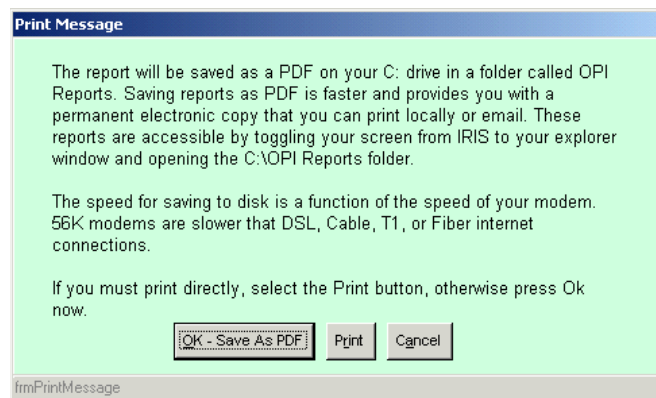 Print Message
The report will be saved as a PDF on your C: drive in a folder called OPI
Reports. Saving reports as PDF is faster and provides you with a
permanent electronic copy that you can print locally or email. These
reports are accessible by toggling your screen from IRIS to your explorer
window and opening the C:\OPI Reports folder.
The speed for saving to disk is a function of the speed of your modem.
56K modems are slower that DSL, Cable, T1, or Fiber internet
connections.
If you must print directly, select the Print button, otherwise press Ok
now.
OK - Save As PDF Print Cancel
frmPrintMessage